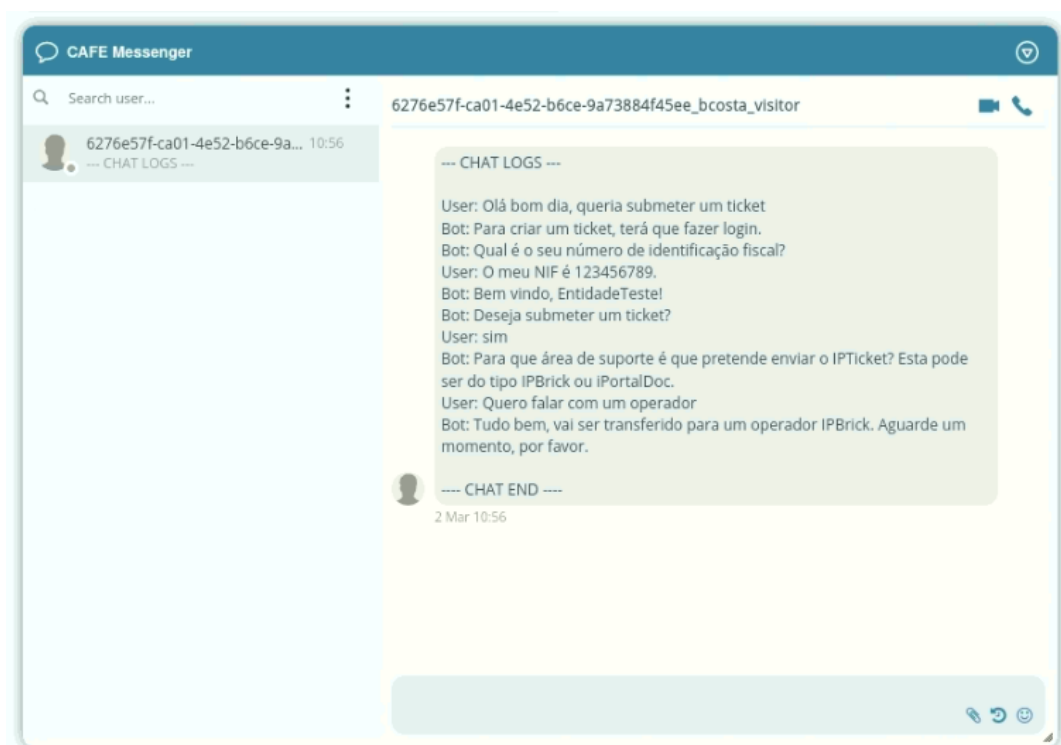 CAFE Messenger
Search user...
6276e57f-ca01-4e52-b6ce-9a... 10:56
--- CHAT LOGS ---
6276e57f-ca01-4e52-b6ce-9a73884f45ee_bcosta_visitor
--- CHAT LOGS ---
User: Olá bom dia, queria submeter um ticket
Bot: Para criar um ticket, terá que fazer login.
Bot: Qual é o seu número de identificação fiscal?
User: O meu NIF é 123456789.
Bot: Bem vindo, EntidadeTeste!
Bot: Deseja submeter um ticket?
User: sim
Bot: Para que área de suporte é que pretende enviar o IPTicket? Esta pode
ser do tipo IPBrick ou iPortalDoc.
User: Quero falar com um operador
Bot: Tudo bem, vai ser transferido para um operador IPBrick. Aguarde um
momento, por favor.
---- CHAT END ----
2 Mar 10:56